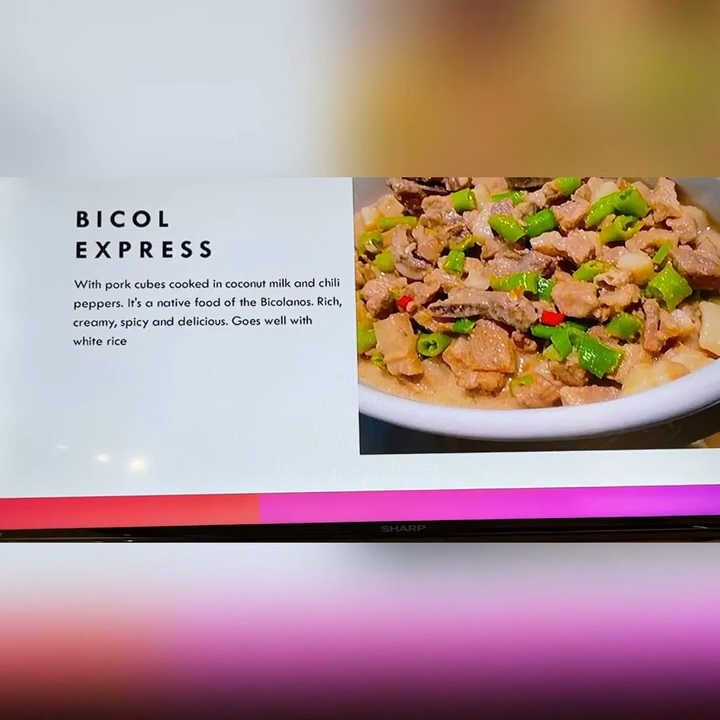 BICOL
EXPRESS
With pork cubes cooked in coconut milk and chili
peppers. It's a native food of the Bicolanos. Rich,
creamy, spicy and delicious. Goes well with
white rice
SHARP